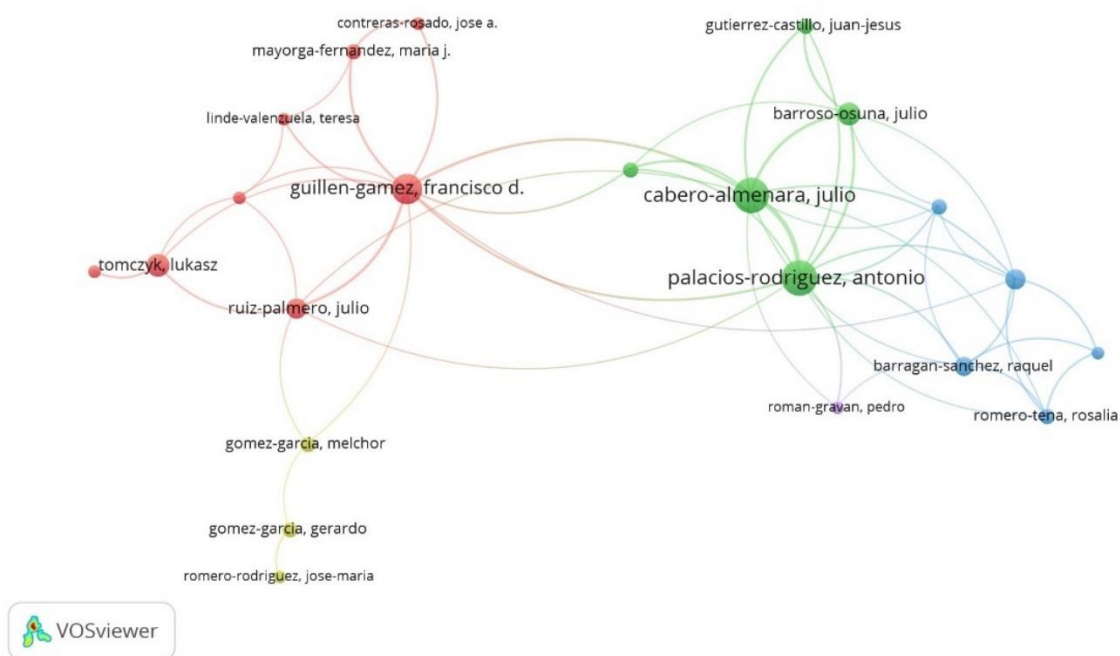 contreras-rosado, jose a.
gutierrez-castillo, juan-jesus
mayorga-fernandez, maria j.
barroso-osuna, julio
linde-valenzuela, teresa
guillen-gamez, francisco d.
cabero-almenara, julio
tomczyk, lukasz
palacios-rodriguez, antonio
ruiz-palmero, julio
barragan-sanchez, raquel
roman-gravan, pedro
romero-tena, rosalia
gomez-garcia, melchor
gomez-garcia, gerardo
romero-rodriguez, jose-maria
VOSviewer